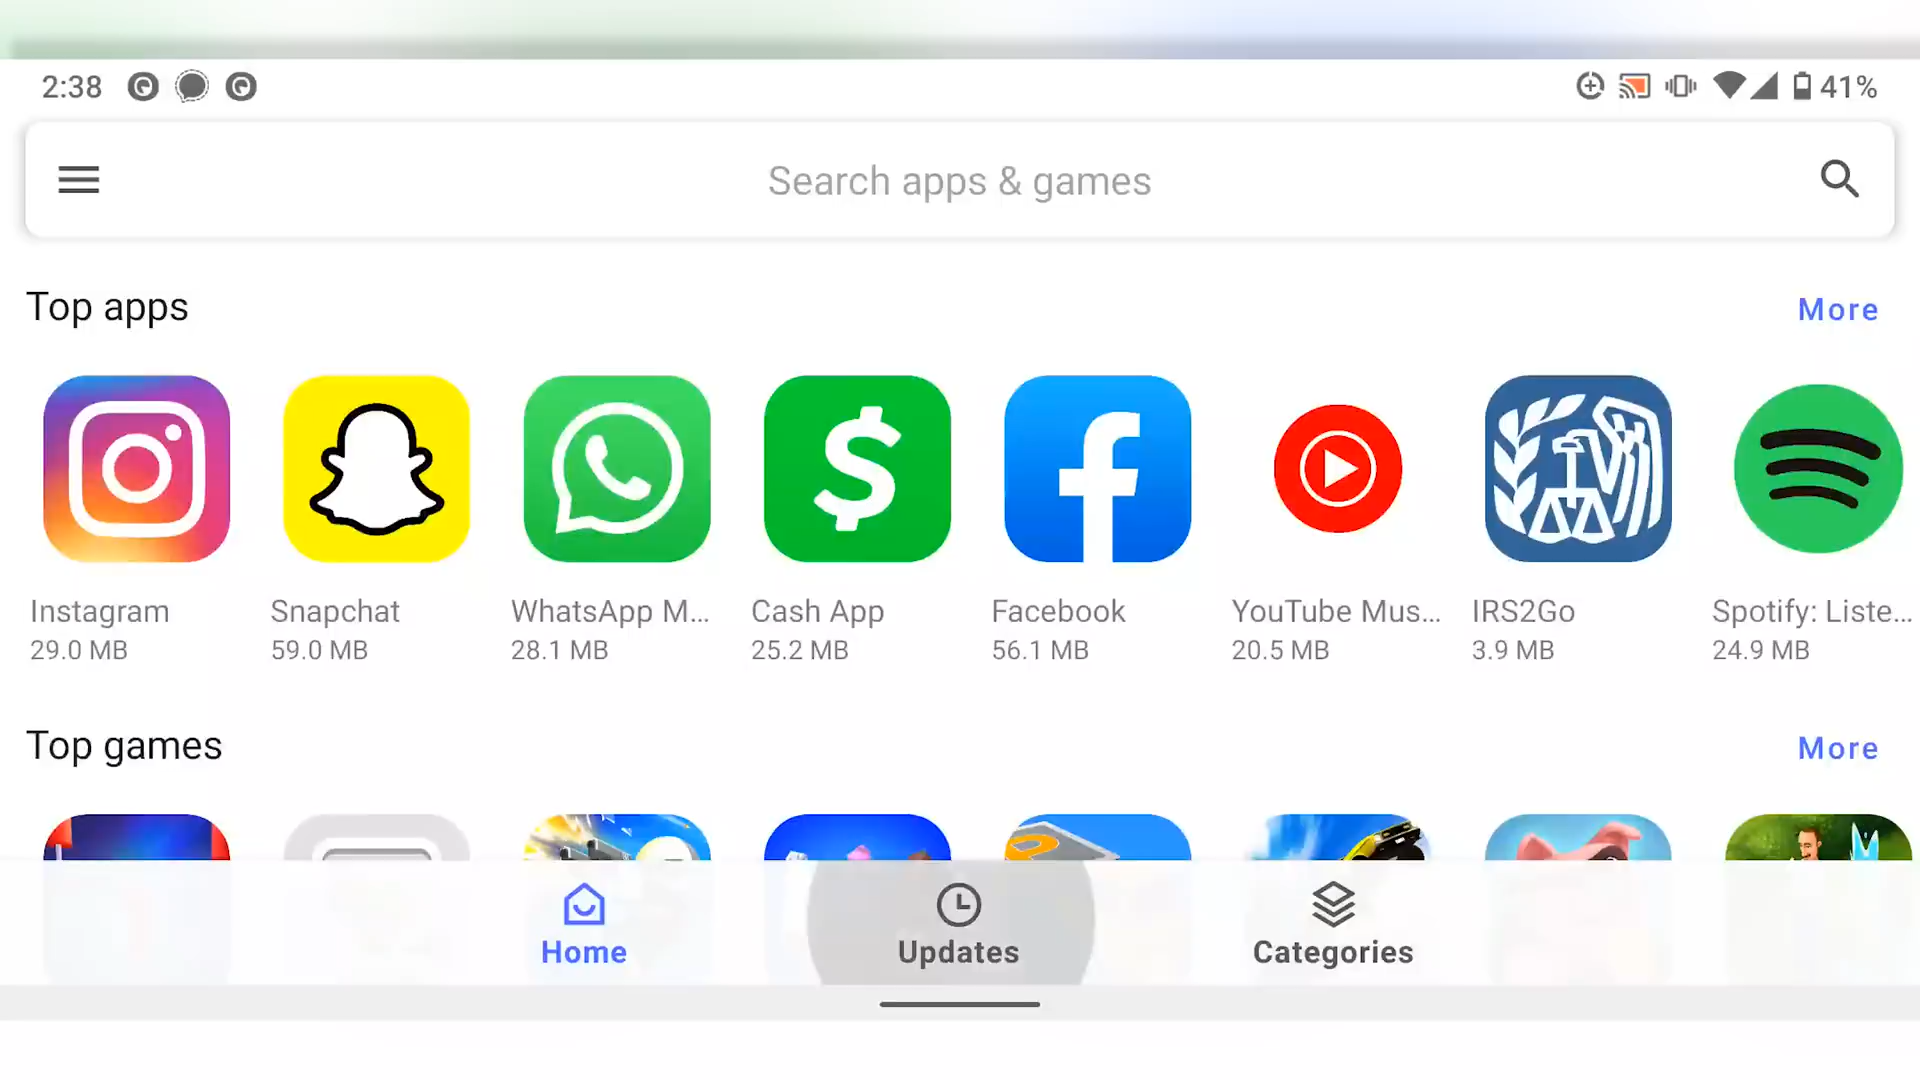 2:38
41%
Search apps & games
Top apps
More
Instagram
29.0 MB
Snapchat
59.0 MB
WhatsApp M...
28.1 MB
Cash App
25.2 MB
Facebook
56.1 MB
YouTube Mus...
20.5 MB
IRS2Go
3.9 MB
Spotify: Liste...
24.9 MB
Top games
More
Home
Updates
Categories